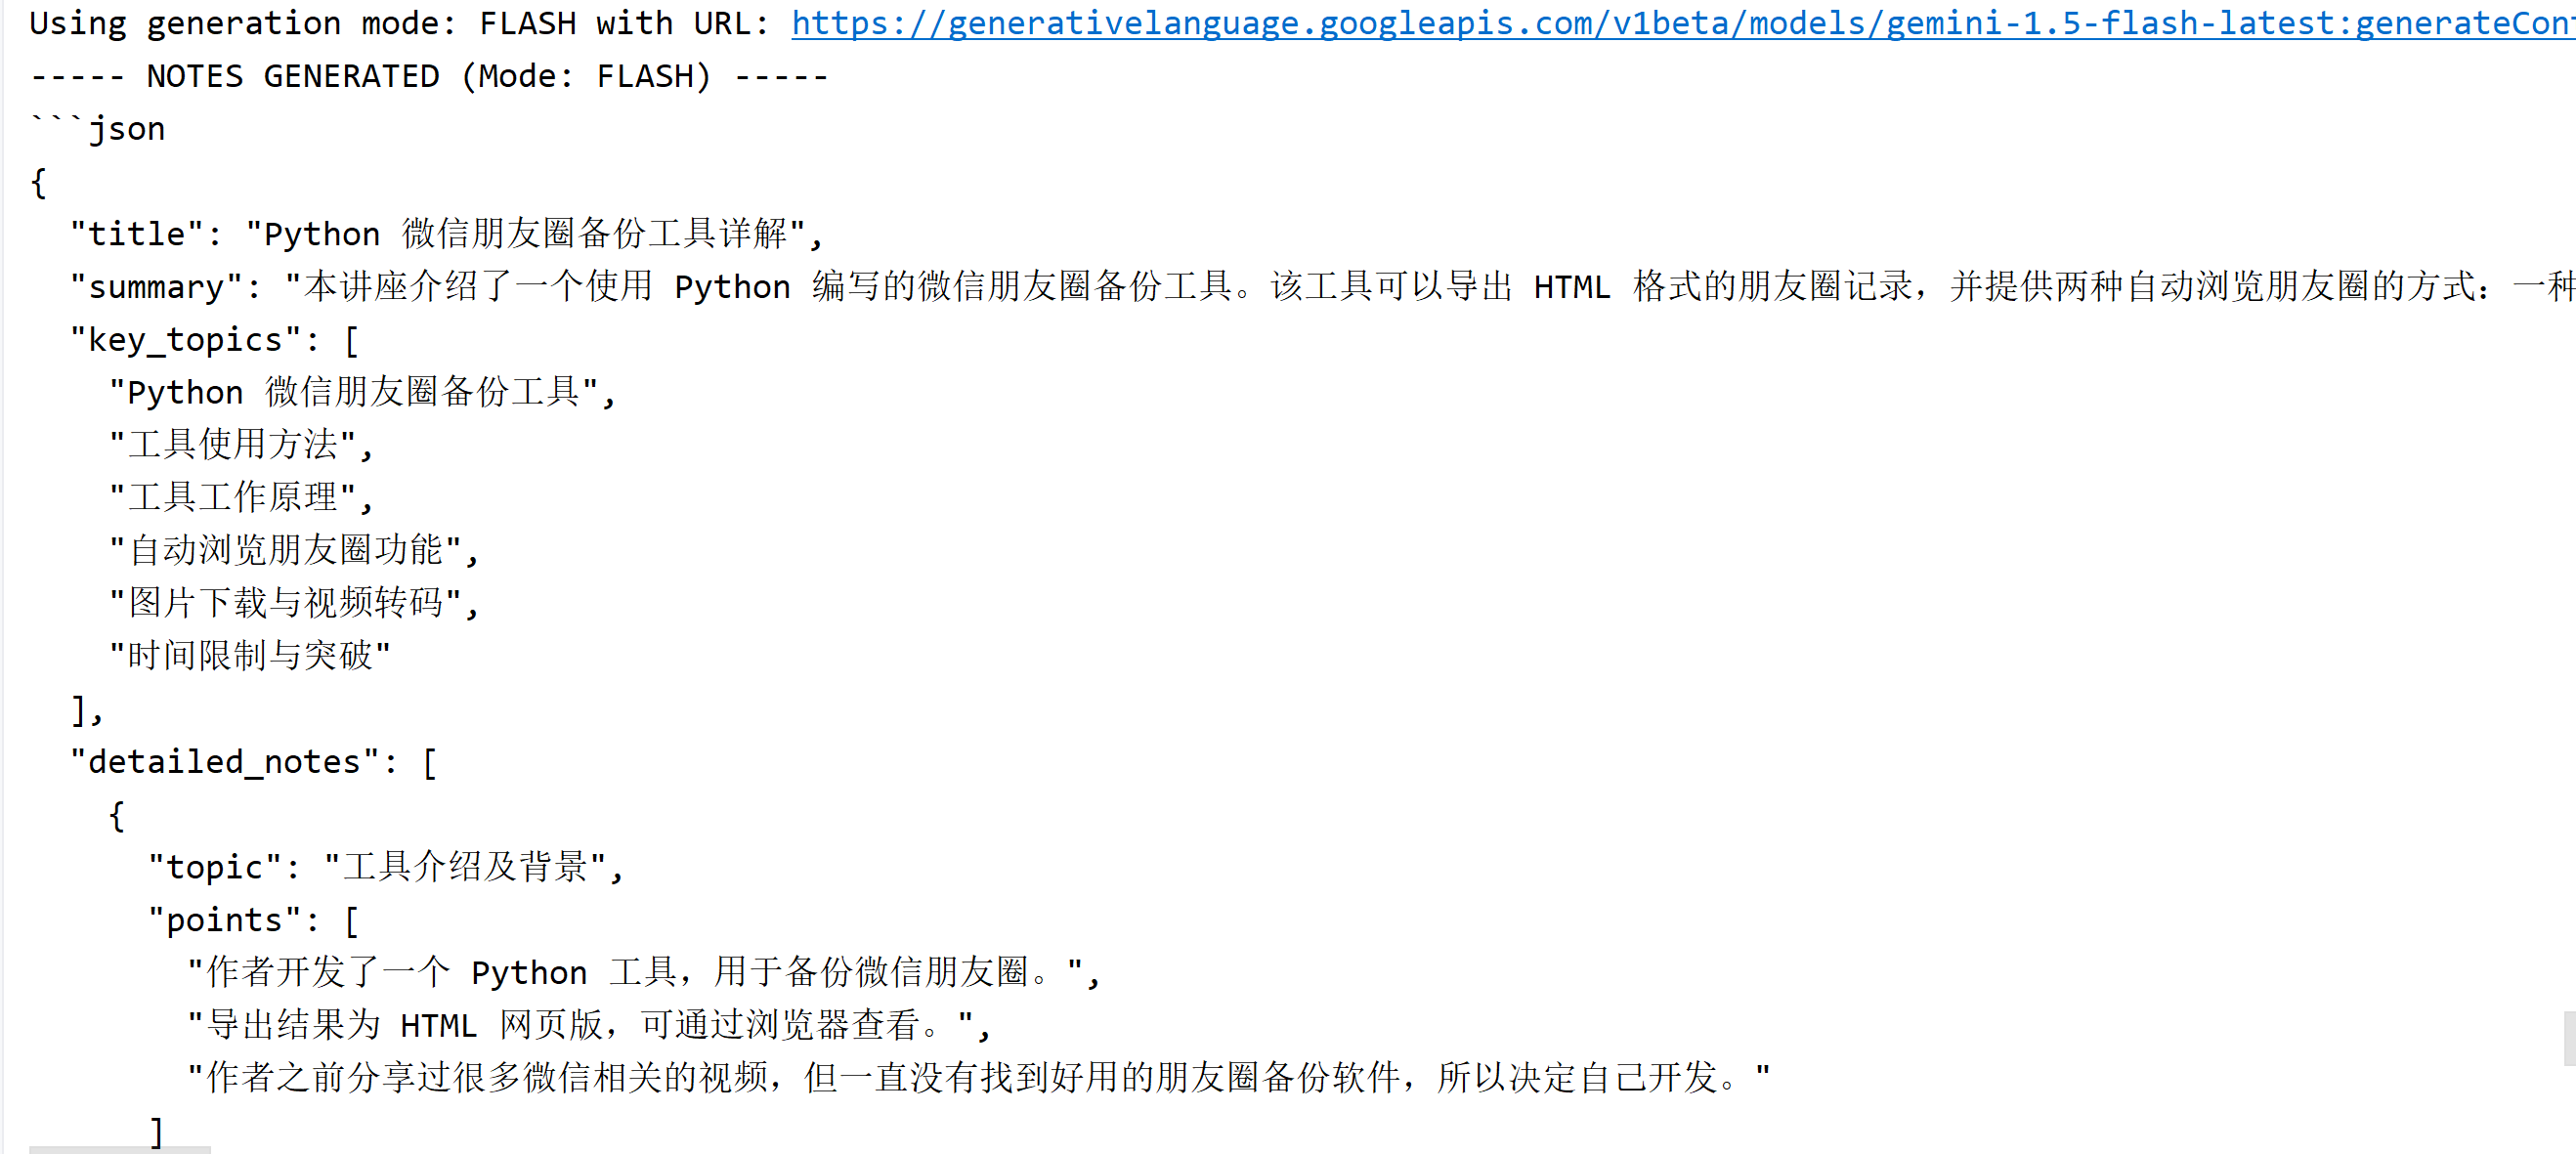 Using generation mode: FLASH with URL: https://generativelanguage.googleapis.com/v1beta/models/gemini-1.5-flash-latest:generateCon
----- NOTES GENERATED (Mode: FLASH) -----
```json
{
  "title": "Python 微信朋友圈备份工具详解",
  "summary": "本讲座介绍了一个使用 Python 编写的微信朋友圈备份工具。该工具可以导出 HTML 格式的朋友圈记录，并提供两种自动浏览朋友圈的方式：一种
  "key_topics": [
    "Python 微信朋友圈备份工具",
    "工具使用方法",
    "工具工作原理",
    "自动浏览朋友圈功能",
    "图片下载与视频转码",
    "时间限制与突破"
  ],
  "detailed_notes": [
    {
      "topic": "工具介绍及背景",
      "points": [
        "作者开发了一个 Python 工具，用于备份微信朋友圈。",
        "导出结果为 HTML 网页版，可通过浏览器查看。",
        "作者之前分享过很多微信相关的视频，但一直没有找到好用的朋友圈备份软件，所以决定自己开发。"
      ]